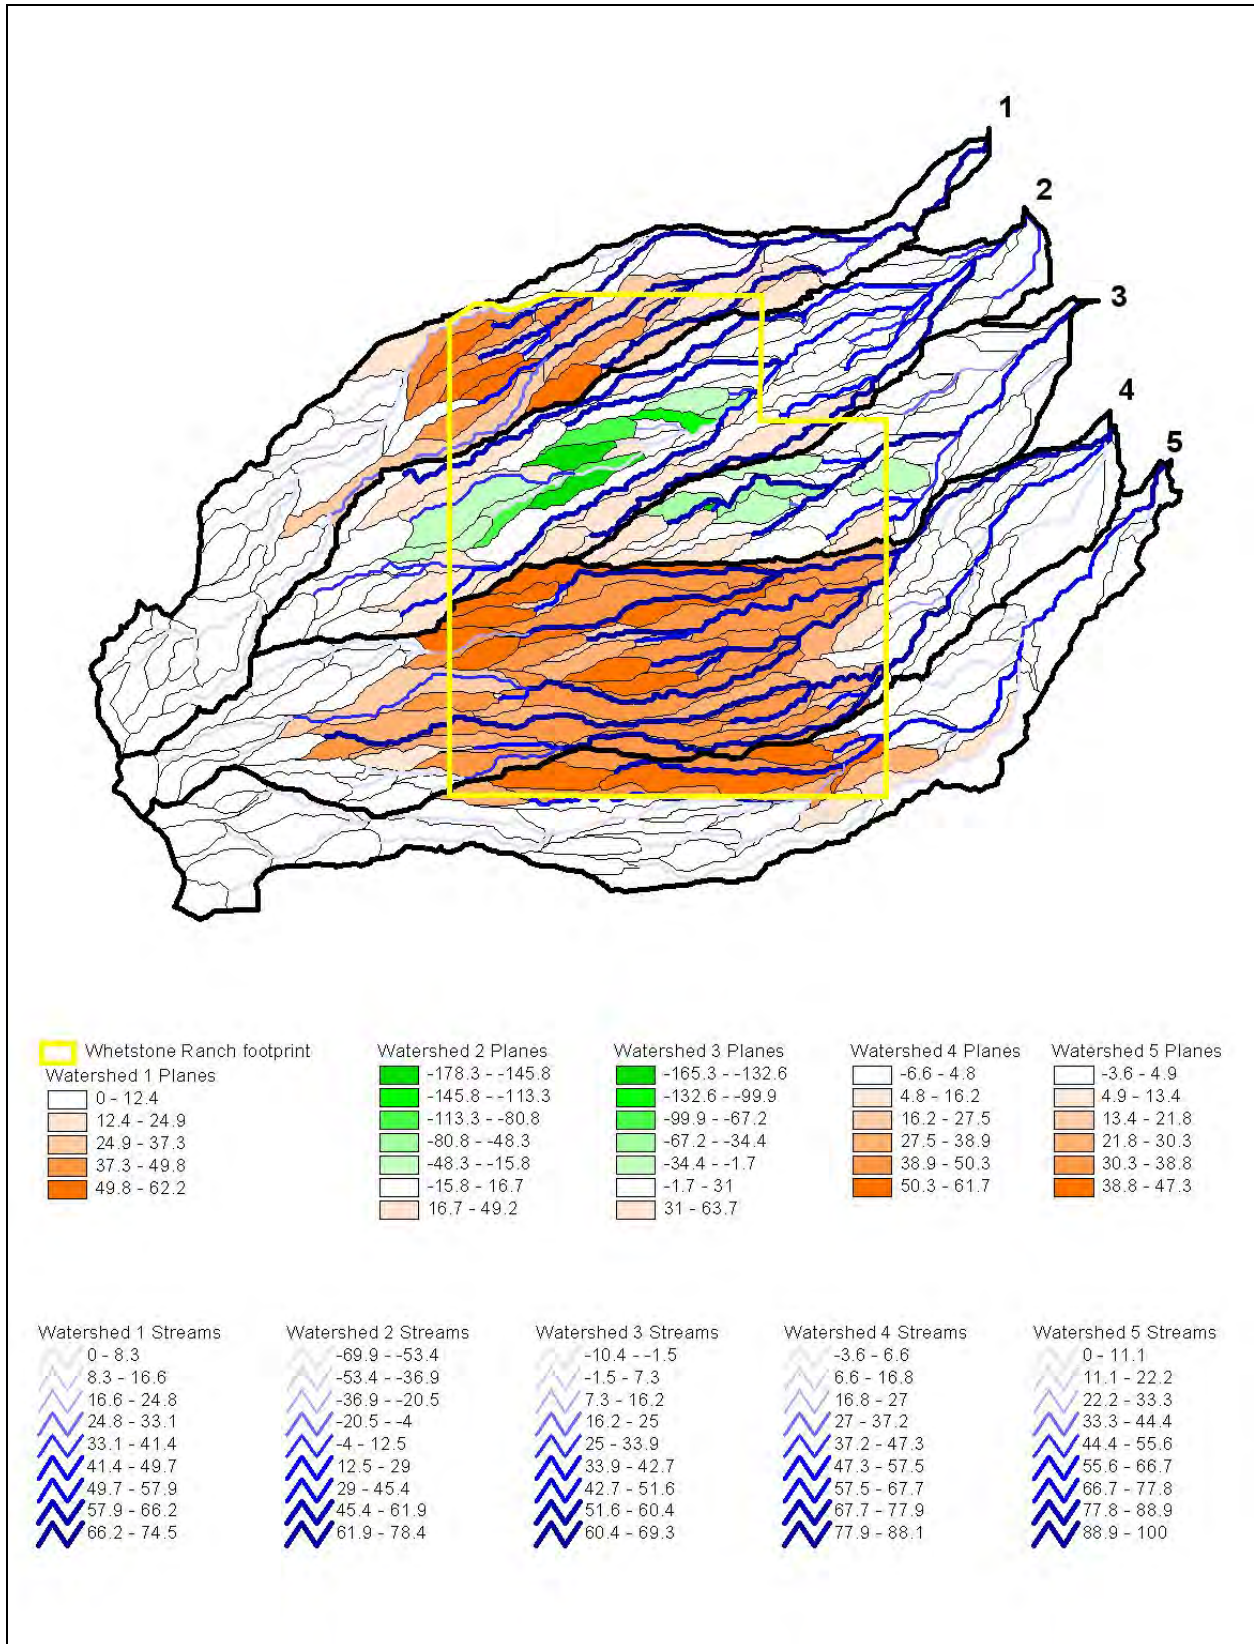 1
2
3
4
5
Whetstone Ranch footprint
Watershed 1 Planes
0 - 12.4
12.4 - 24.9
24.9 - 37.3
37.3 - 49.8
49.8 - 62.2
Watershed 2 Planes
-178.3 - -145.8
-145.8 - -113.3
-113.3 - -80.8
-80.8 - -48.3
-48.3 - -15.8
-15.8 - 16.7
16.7 - 49.2
Watershed 3 Planes
-165.3 - -132.6
-132.6 - -99.9
-99.9 - -67.2
-67.2 - -34.4
-34.4 - -1.7
-1.7 - 31
31 - 63.7
Watershed 4 Planes
-6.6 - 4.8
4.8 - 16.2
16.2 - 27.5
27.5 - 38.9
38.9 - 50.3
50.3 - 61.7
Watershed 5 Planes
-3.6 - 4.9
4.9 - 13.4
13.4 - 21.8
21.8 - 30.3
30.3 - 38.8
38.8 - 47.3
Watershed 1 Streams
0 - 8.3
8.3 - 16.6
16.6 - 24.8
24.8 - 33.1
33.1 - 41.4
41.4 - 49.7
49.7 - 57.9
57.9 - 66.2
66.2 - 74.5
Watershed 2 Streams
-69.9 - -53.4
-53.4 - -36.9
-36.9 - -20.5
-20.5 - -4
-4 - 12.5
12.5 - 29
29 - 45.4
45.4 - 61.9
61.9 - 78.4
Watershed 3 Streams
-10.4 - -1.5
-1.5 - 7.3
7.3 - 16.2
16.2 - 25
25 - 33.9
33.9 - 42.7
42.7 - 51.6
51.6 - 60.4
60.4 - 69.3
Watershed 4 Streams
-3.6 - 6.6
6.6 - 16.8
16.8 - 27
27 - 37.2
37.2 - 47.3
47.3 - 57.5
57.5 - 67.7
67.7 - 77.9
77.9 - 88.1
Watershed 5 Streams
0 - 11.1
11.1 - 22.2
22.2 - 33.3
33.3 - 44.4
44.4 - 55.6
55.6 - 66.7
66.7 - 77.8
77.8 - 88.9
88.9 - 100